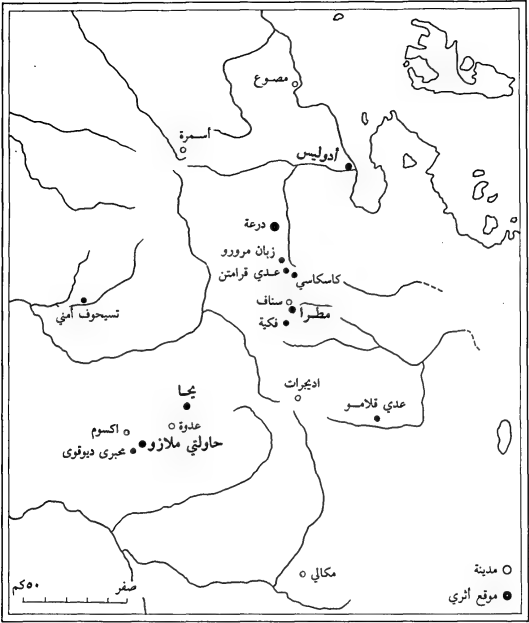 مصوع
أسمرة
أدوليس
درعة
زبان مرورو
عدي قرامتن
كاسكاسي
سناف
مطرا
فكية
تسيحوف أمني
اديجرات
يحا
عدي قلامو
عدوة
اكسوم
حاولتي ملازو
محبرى ديوقوى
مكالي
مدينة
موقع أثري
صفر
٥٠كم